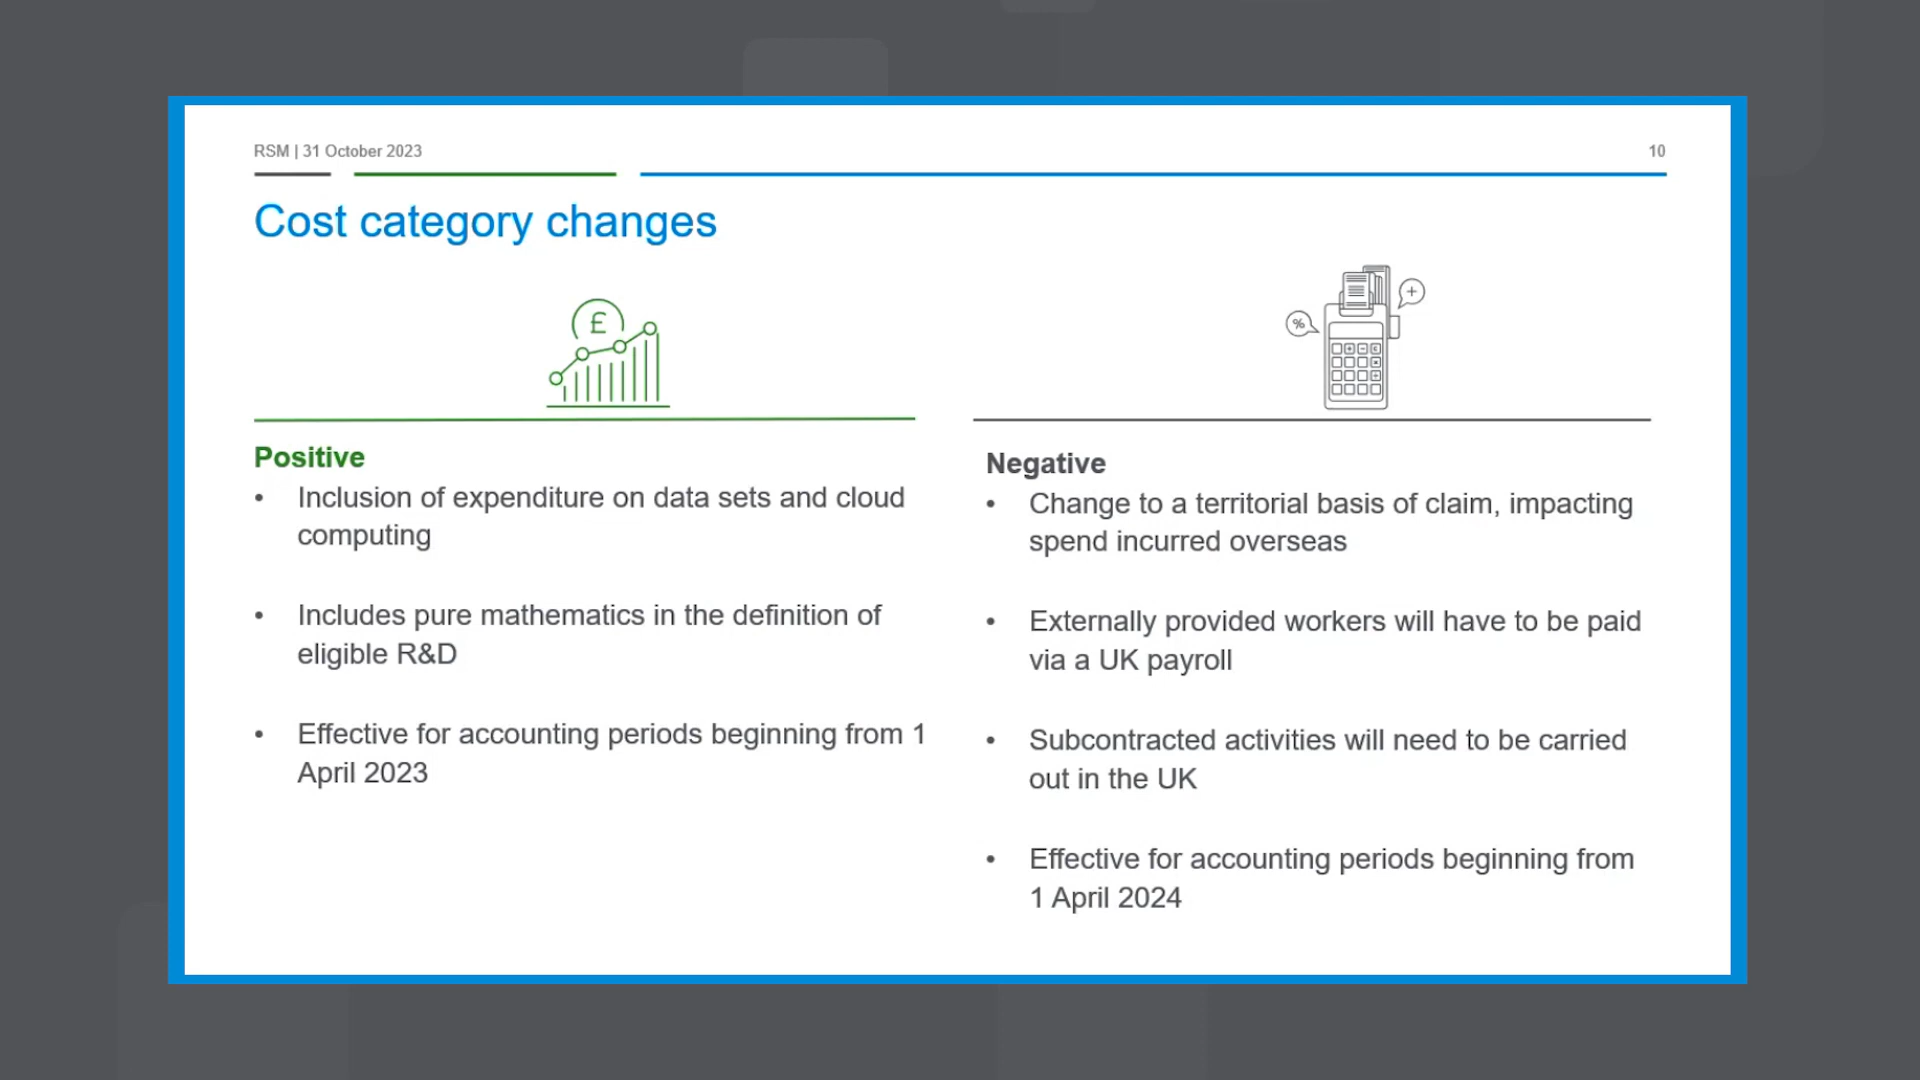 RSM | 31 October 2023
10
Cost category changes
£
%
+
Positive
• Inclusion of expenditure on data sets and cloud
computing
• Includes pure mathematics in the definition of
eligible R&D
• Effective for accounting periods beginning from 1
April 2023
Negative
• Change to a territorial basis of claim, impacting
spend incurred overseas
• Externally provided workers will have to be paid
via a UK payroll
• Subcontracted activities will need to be carried
out in the UK
• Effective for accounting periods beginning from
1 April 2024